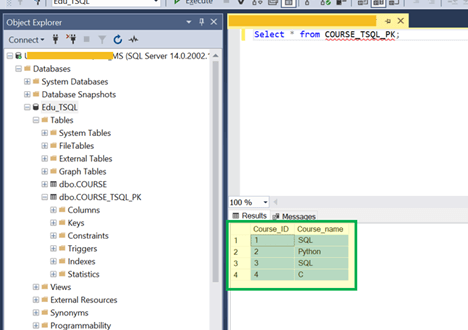 Edu_TSQL
Execute
Object Explorer
Connect
_MS (SQL Server 14.0.2002.1
Databases
System Databases
Database Snapshots
Edu_TSQL
Tables
System Tables
FileTables
External Tables
Graph Tables
dbo.COURSE
dbo.COURSE_TSQL_PK
Columns
Keys
Constraints
Triggers
Indexes
Statistics
Views
External Resources
Synonyms
Programmability
Select * from COURSE_TSQL_PK;
100 %
Results Messages
Course_ID Course_name
1 1 SQL
2 2 Python
3 3 SQL
4 4 C